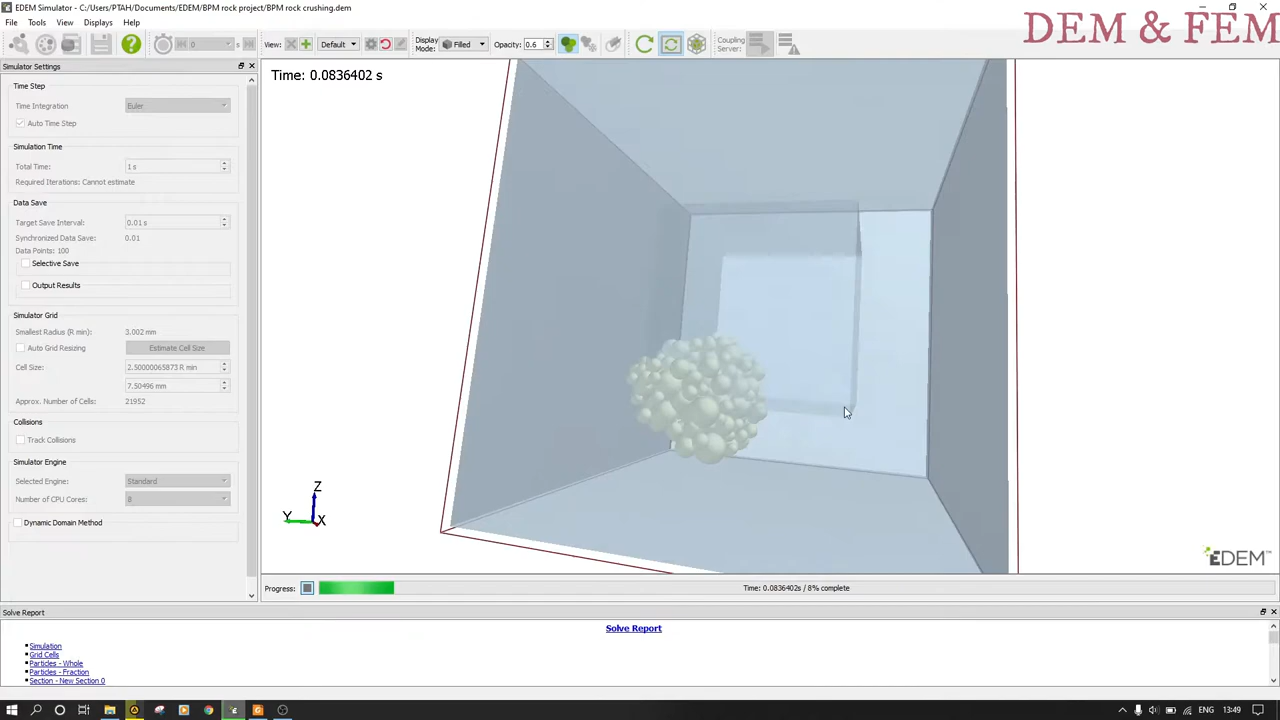 EDEM Simulator - C:/Users/PTAH/Documents/EDEM/BPM rock project/BPM rock crushing.dem
DEM & FEM
File Tools View Displays Help
0 s
View: Default
Display Mode: Filled
Opacity: 0.6
Coupling Server:
Simulator Settings
Time: 0.0836402 s
Time Step
Time Integration Euler
Auto Time Step
Simulation Time
Total Time: 1 s
Required Iterations: Cannot estimate
Data Save
Target Save Interval: 0.01 s
Synchronized Data Save: 0.01
Data Points: 100
Selective Save
Output Results
Simulator Grid
Smallest Radius (R min): 3.002 mm
Auto Grid Resizing Estimate Cell Size
Cell Size: 2.50000065873 R min
7.50496 mm
Approx. Number of Cells: 21952
Collisions
Track Collisions
Simulator Engine
Selected Engine: Standard
Number of CPU Cores: 8
Dynamic Domain Method
Z
Y
X
EDEM™
Progress: Time: 0.0836402s / 8% complete
Solve Report
Solve Report
Simulation
Grid Cells
Particles - Whole
Particles - Fraction
Section - New Section 0
ENG 13:49